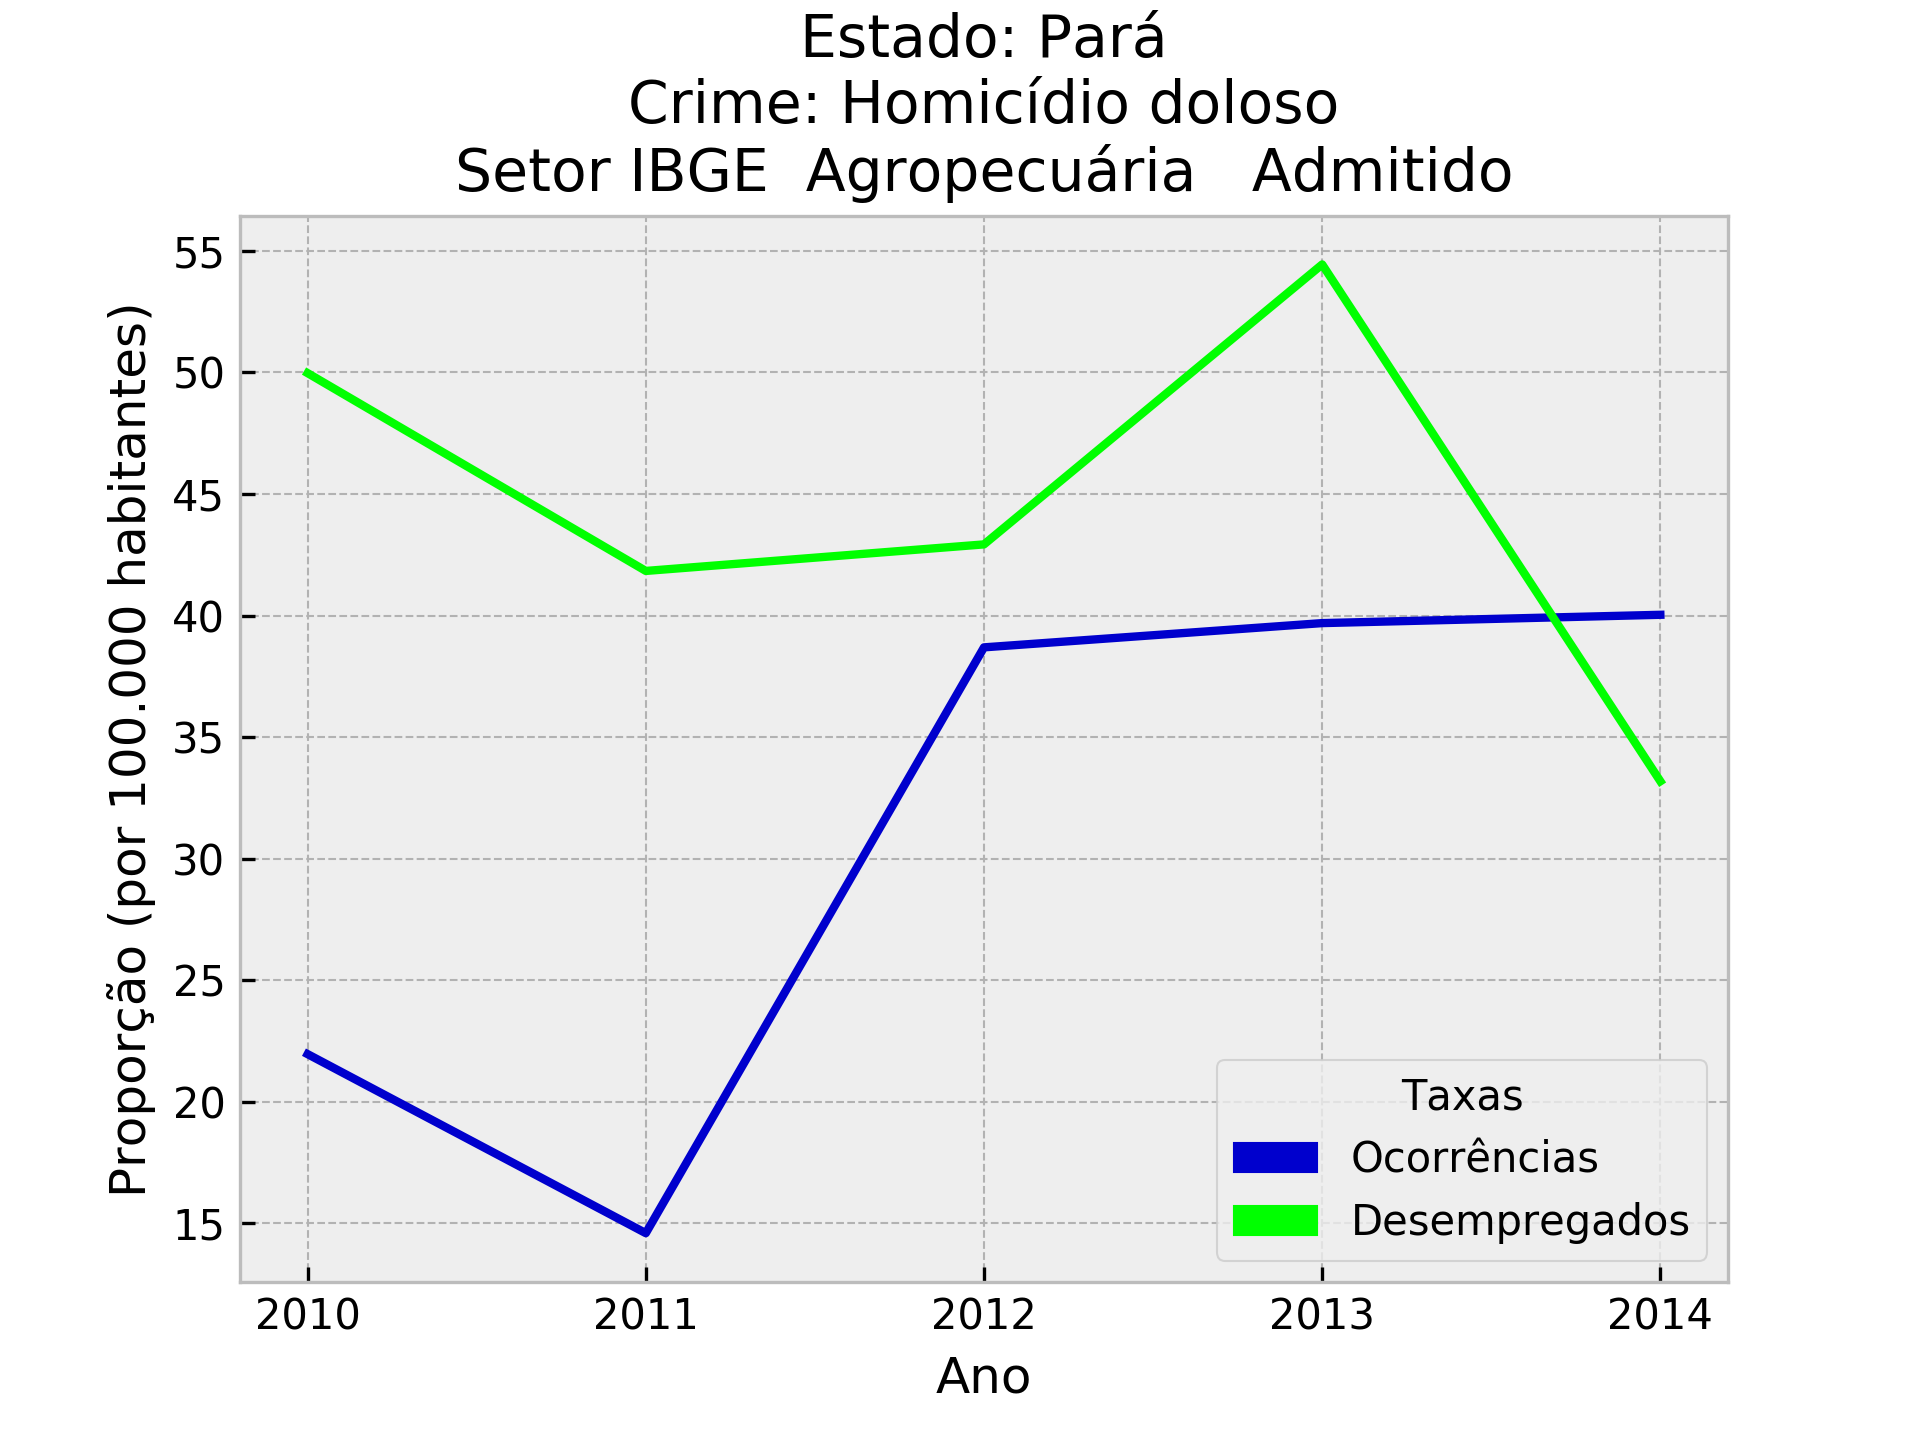 Estado: Pará
Crime: Homicídio doloso
Setor IBGE  Agropecuária   Admitido
Proporção (por 100.000 habitantes)
55
50
45
40
35
30
25
20
15
Taxas
Ocorrências
Desempregados
2010
2011
2012
2013
2014
Ano